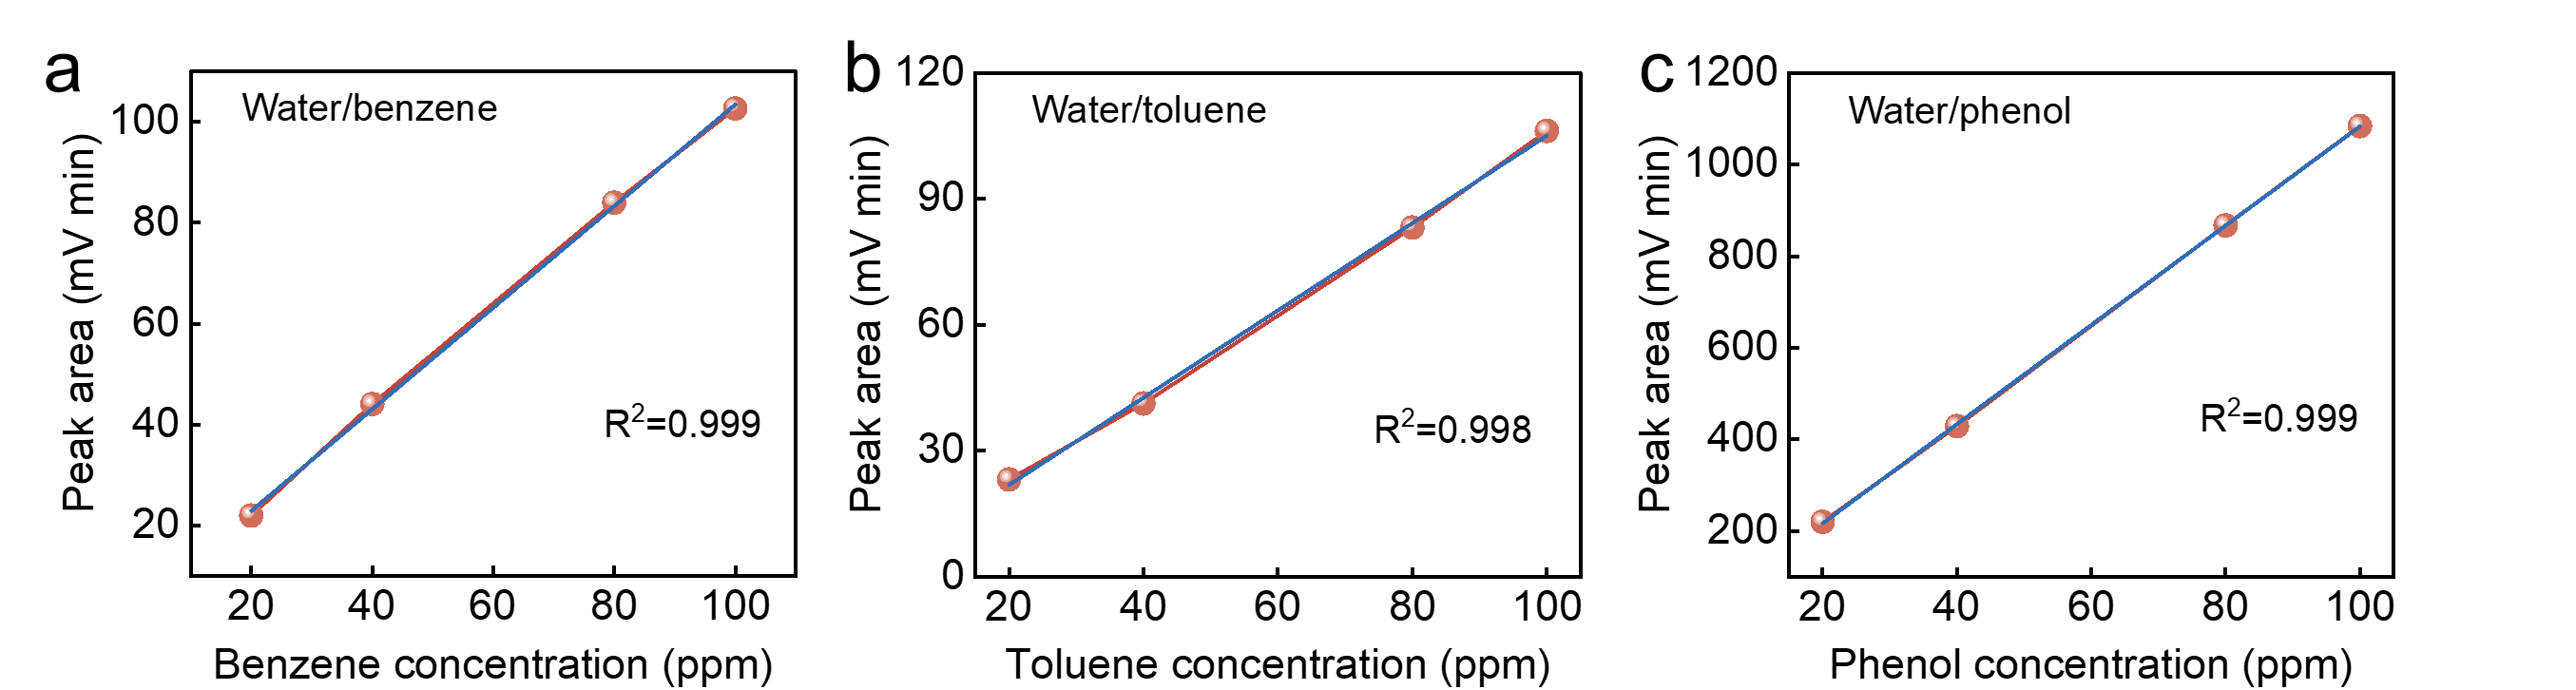 a
Water/benzene
100
80
60
40
20
Peak area (mV min)
R²=0.999
20 40 60 80 100
Benzene concentration (ppm)
b
Water/toluene
120
90
60
30
0
Peak area (mV min)
R²=0.998
20 40 60 80 100
Toluene concentration (ppm)
c
Water/phenol
1200
1000
800
600
400
200
Peak area (mV min)
R²=0.999
20 40 60 80 100
Phenol concentration (ppm)